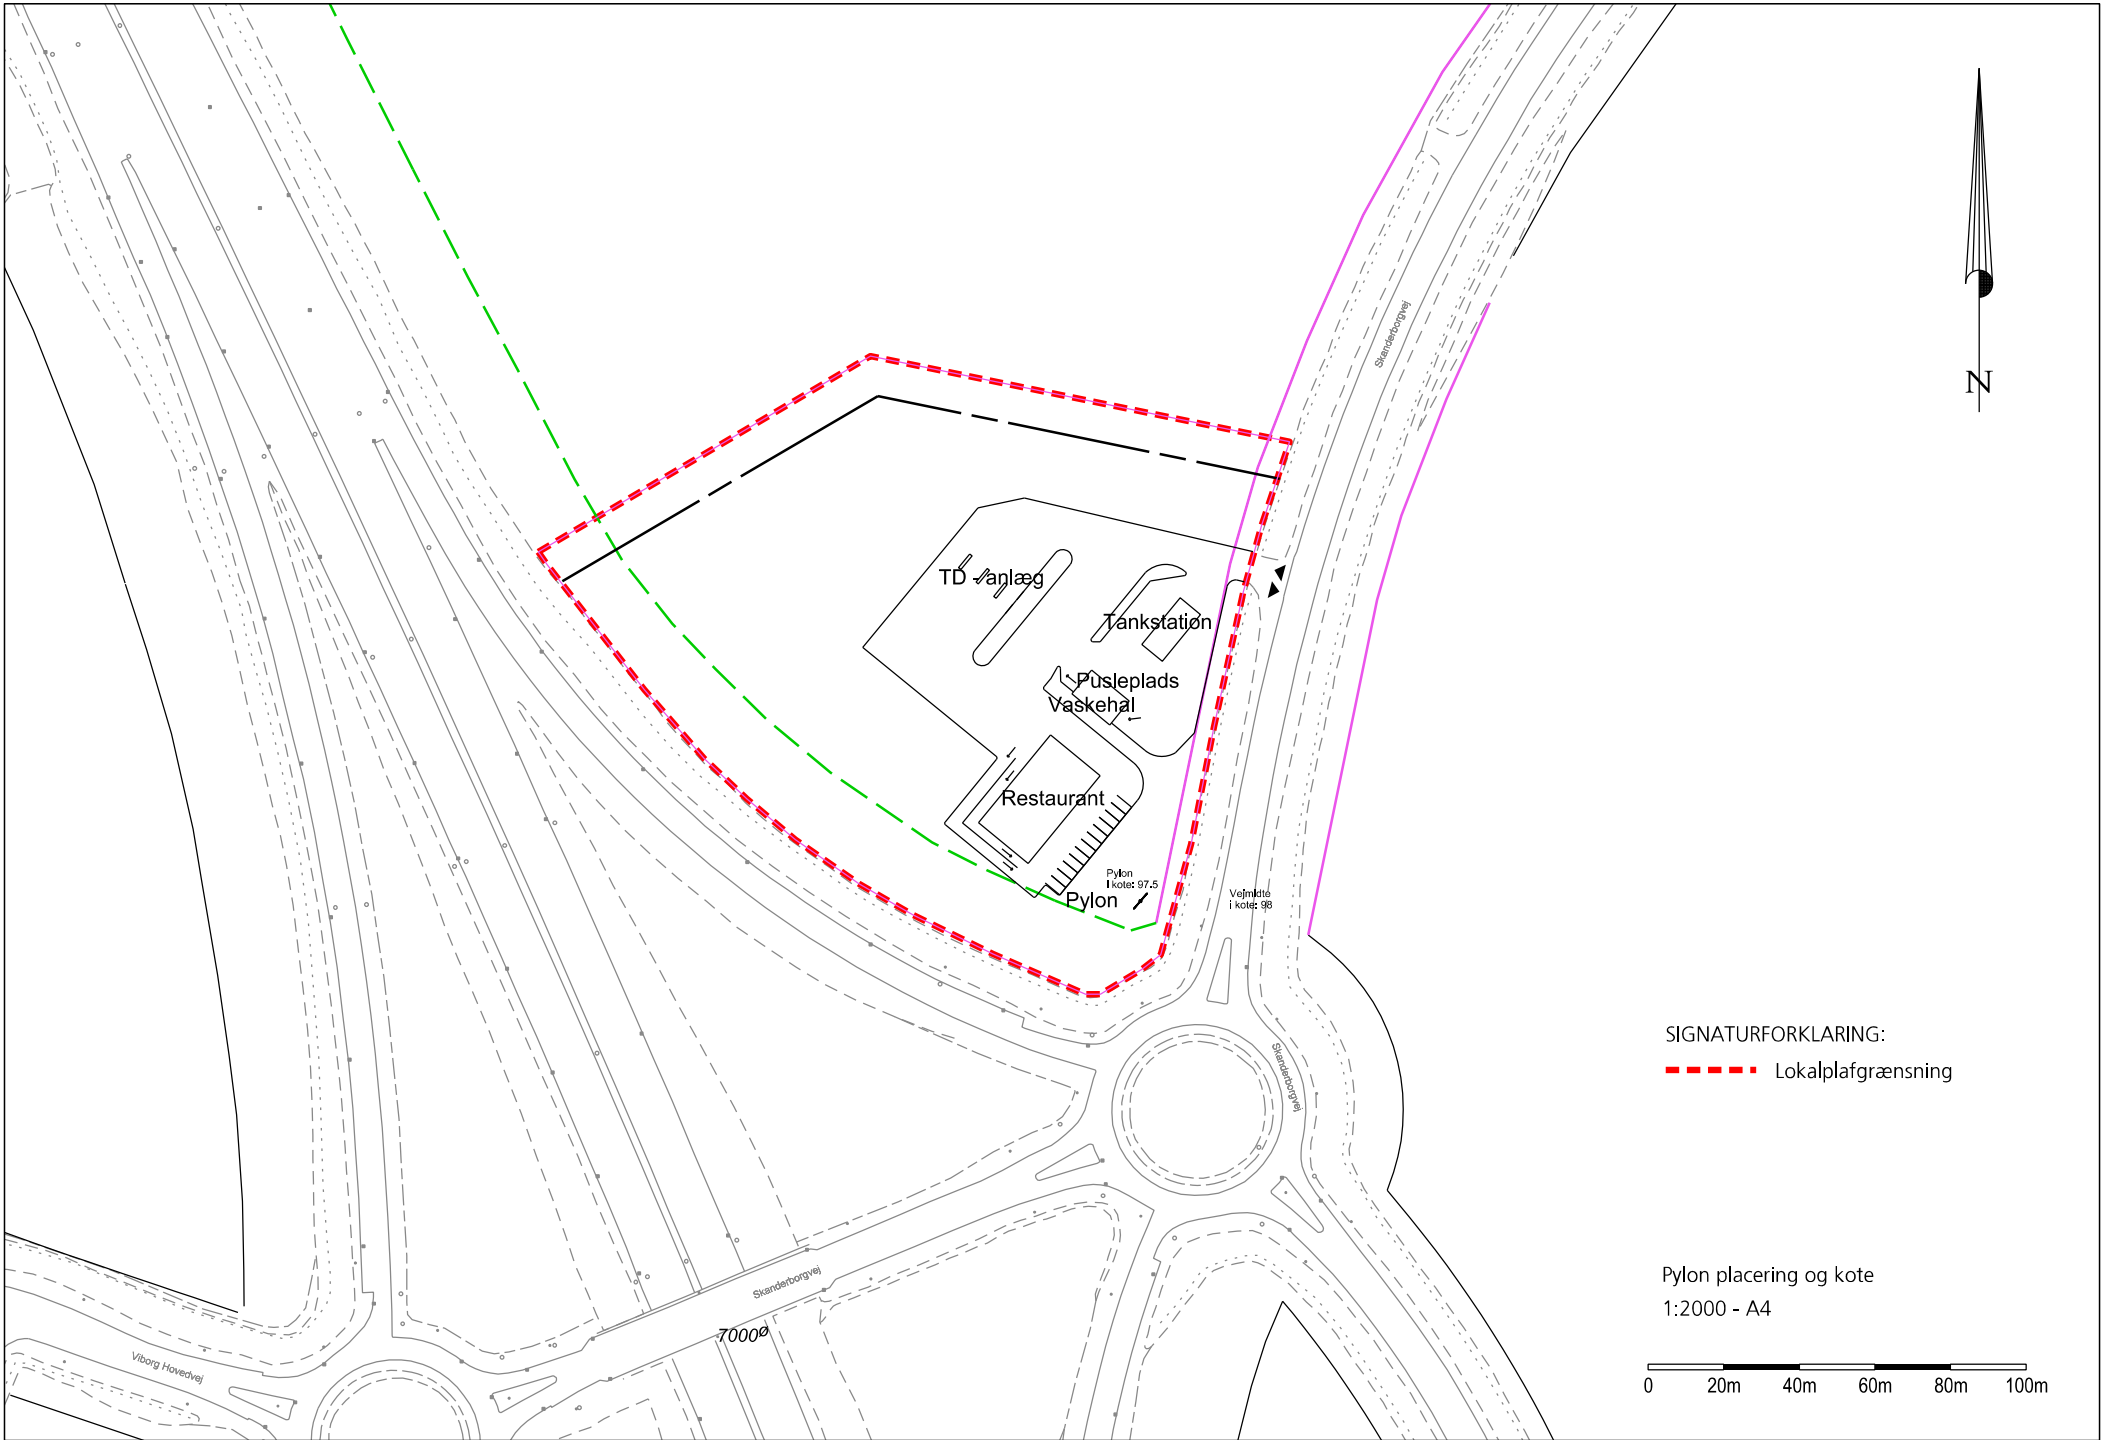 Skanderborgvej
N
TD - anlæg
Tankstation
Pusleplads
Vaskehal
Restaurant
Pylon
I kote: 97.5
Pylon
Vejmidte
i kote: 98
Skanderborgvej
SIGNATURFORKLARING:
Lokalplafgrænsning
Skanderborgvej
7000ø
Viborg Hovedvej
Pylon placering og kote
1:2000 - A4
0 20m 40m 60m 80m 100m